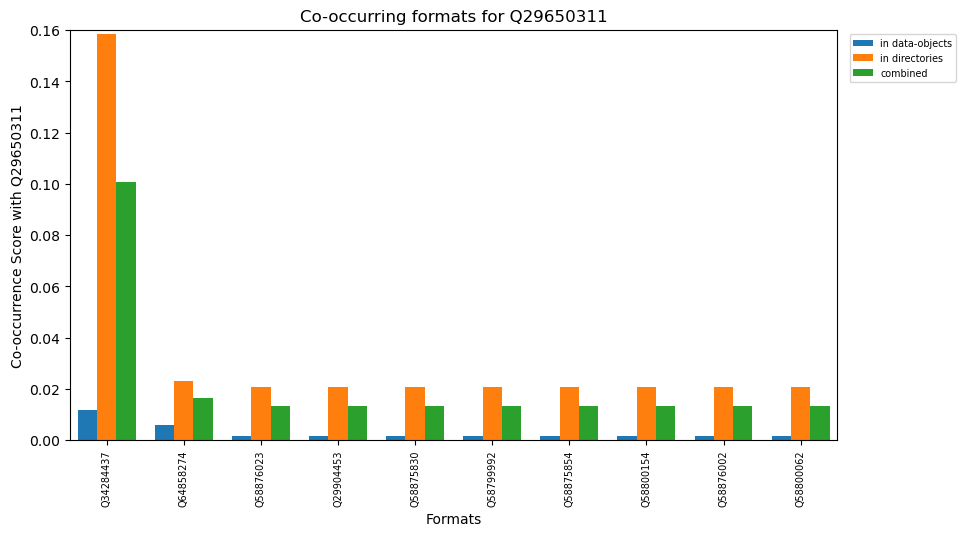 Co-occurring formats for Q29650311
Co-occurrence Score with Q29650311
0.16
0.14
0.12
0.10
0.08
0.06
0.04
0.02
0.00
Q34284437
Q64858274
Q58876023
Q29904453
Q58875830
Q58799992
Q58875854
Q58800154
Q58876002
Q58800062
Formats
in data-objects
in directories
combined